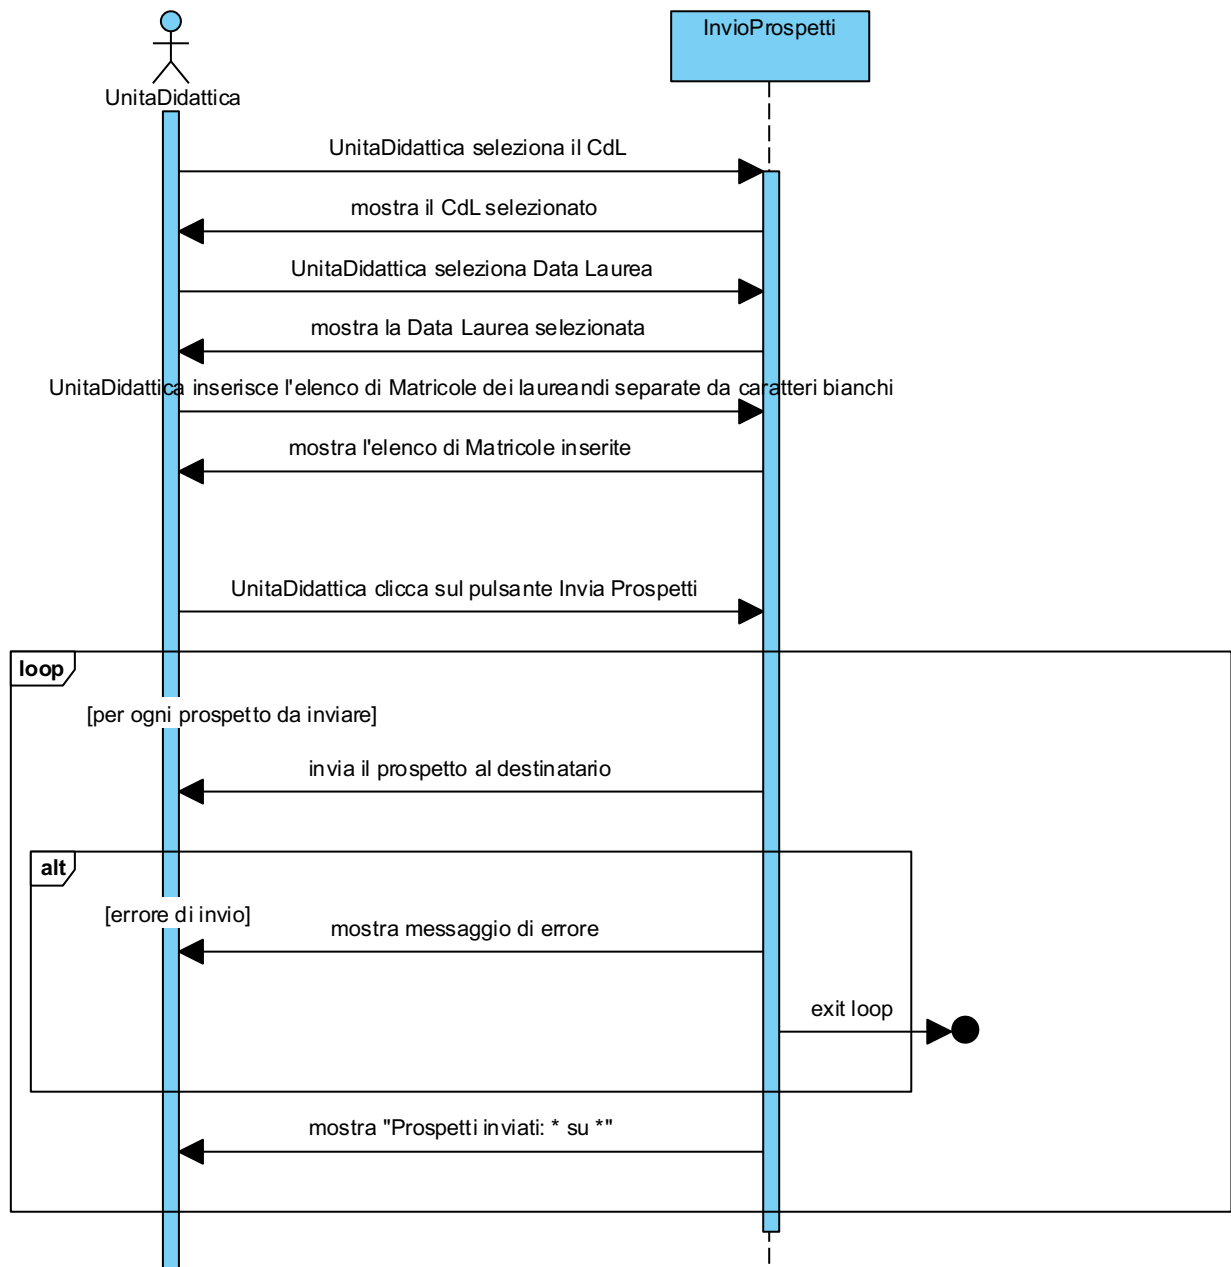 InvioProspetti
UnitaDidattica
UnitaDidattica seleziona il CdL
mostra il CdL selezionato
UnitaDidattica seleziona Data Laurea
mostra la Data Laurea selezionata
UnitaDidattica inserisce l'elenco di Matricole dei laureandi separate da caratteri bianchi
mostra l'elenco di Matricole inserite
UnitaDidattica clicca sul pulsante Invia Prospetti
loop
[per ogni prospetto da inviare]
invia il prospetto al destinatario
alt
[errore di invio]
mostra messaggio di errore
exit loop
mostra "Prospetti inviati: * su *"